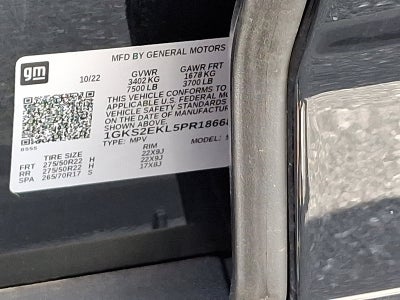 gm
MFD BY GENERAL MOTORS
10/22 GVWR GAWR FRT
3402 KG 1678 KG
7500 LB 3700 LB
THIS VEHICLE CONFORMS TO
APPLICABLE U.S. FEDERAL
VEHICLE SAFETY STANDARDS
ON THE DATE OF MANUFACTURE
SHOWN ABOVE.
1GKS2EKL5PR1866
TYPE: MPV MODEL:
TIRE SIZE RIM
FRT 275/50R22 H 22X9J
RR 275/50R22 H 22X9J
SPA 265/70R17 S 17X8J